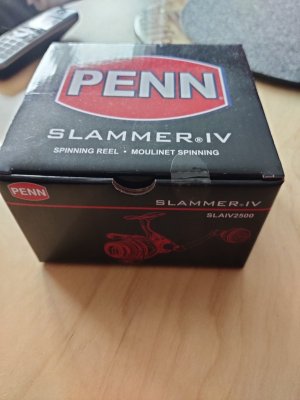 PENN
SLAMMER®IV
SPINNING REEL • MOULINET SPINNING
PENN
SLAMMER®IV
SLAIV2500